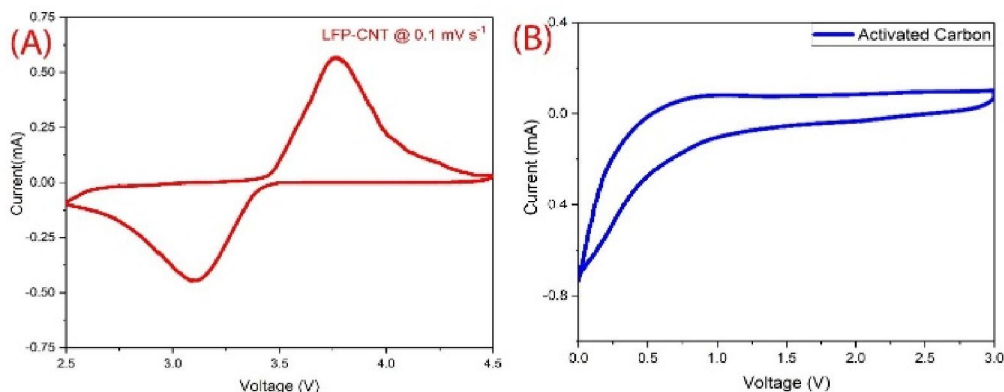 (A)
LFP-CNT @ 0.1 mV s⁻¹
0.75
0.50
0.25
0.00
-0.25
-0.50
-0.75
Current(mA)
2.5 3.0 3.5 4.0 4.5
Voltage (V)
(B)
Activated Carbon
0.4
0.0
0.4
-0.8
Current (mA)
0.0 0.5 1.0 1.5 2.0 2.5 3.0
Voltage (V)